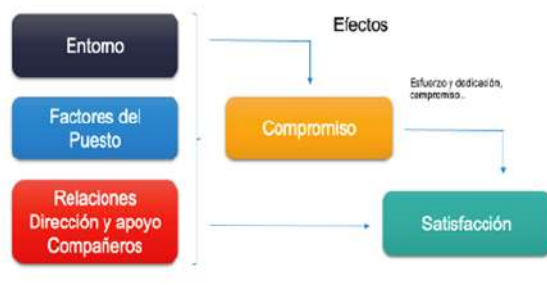 Efectos
Entorno
Factores del
Puesto
Compromiso
Esfuerzo y dedicación,
compromiso...
Relaciones
Dirección y apoyo
Compañeros
Satisfacción